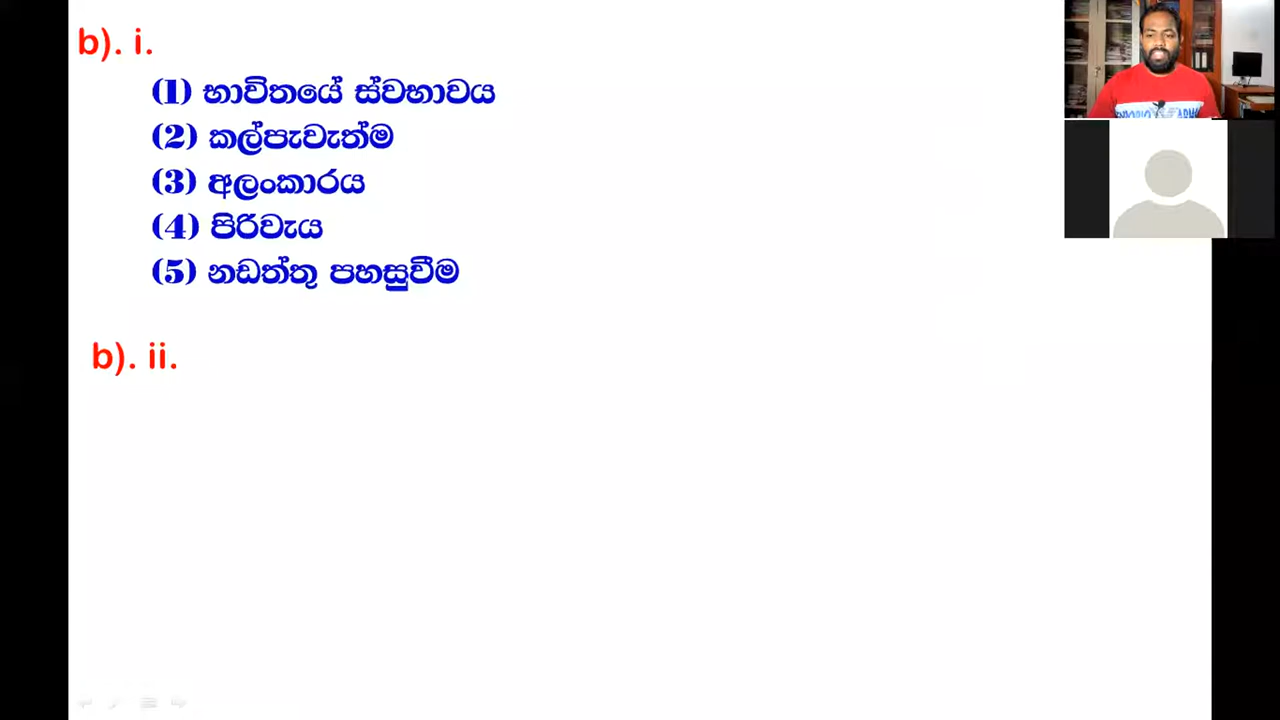 b). i.
(1) භාවිතයේ ස්වභාවය
(2) කල්පැවැත්ම
(3) අලංකාරය
(4) පිරිවැය
(5) නඩත්තු පහසුවීම
b). ii.